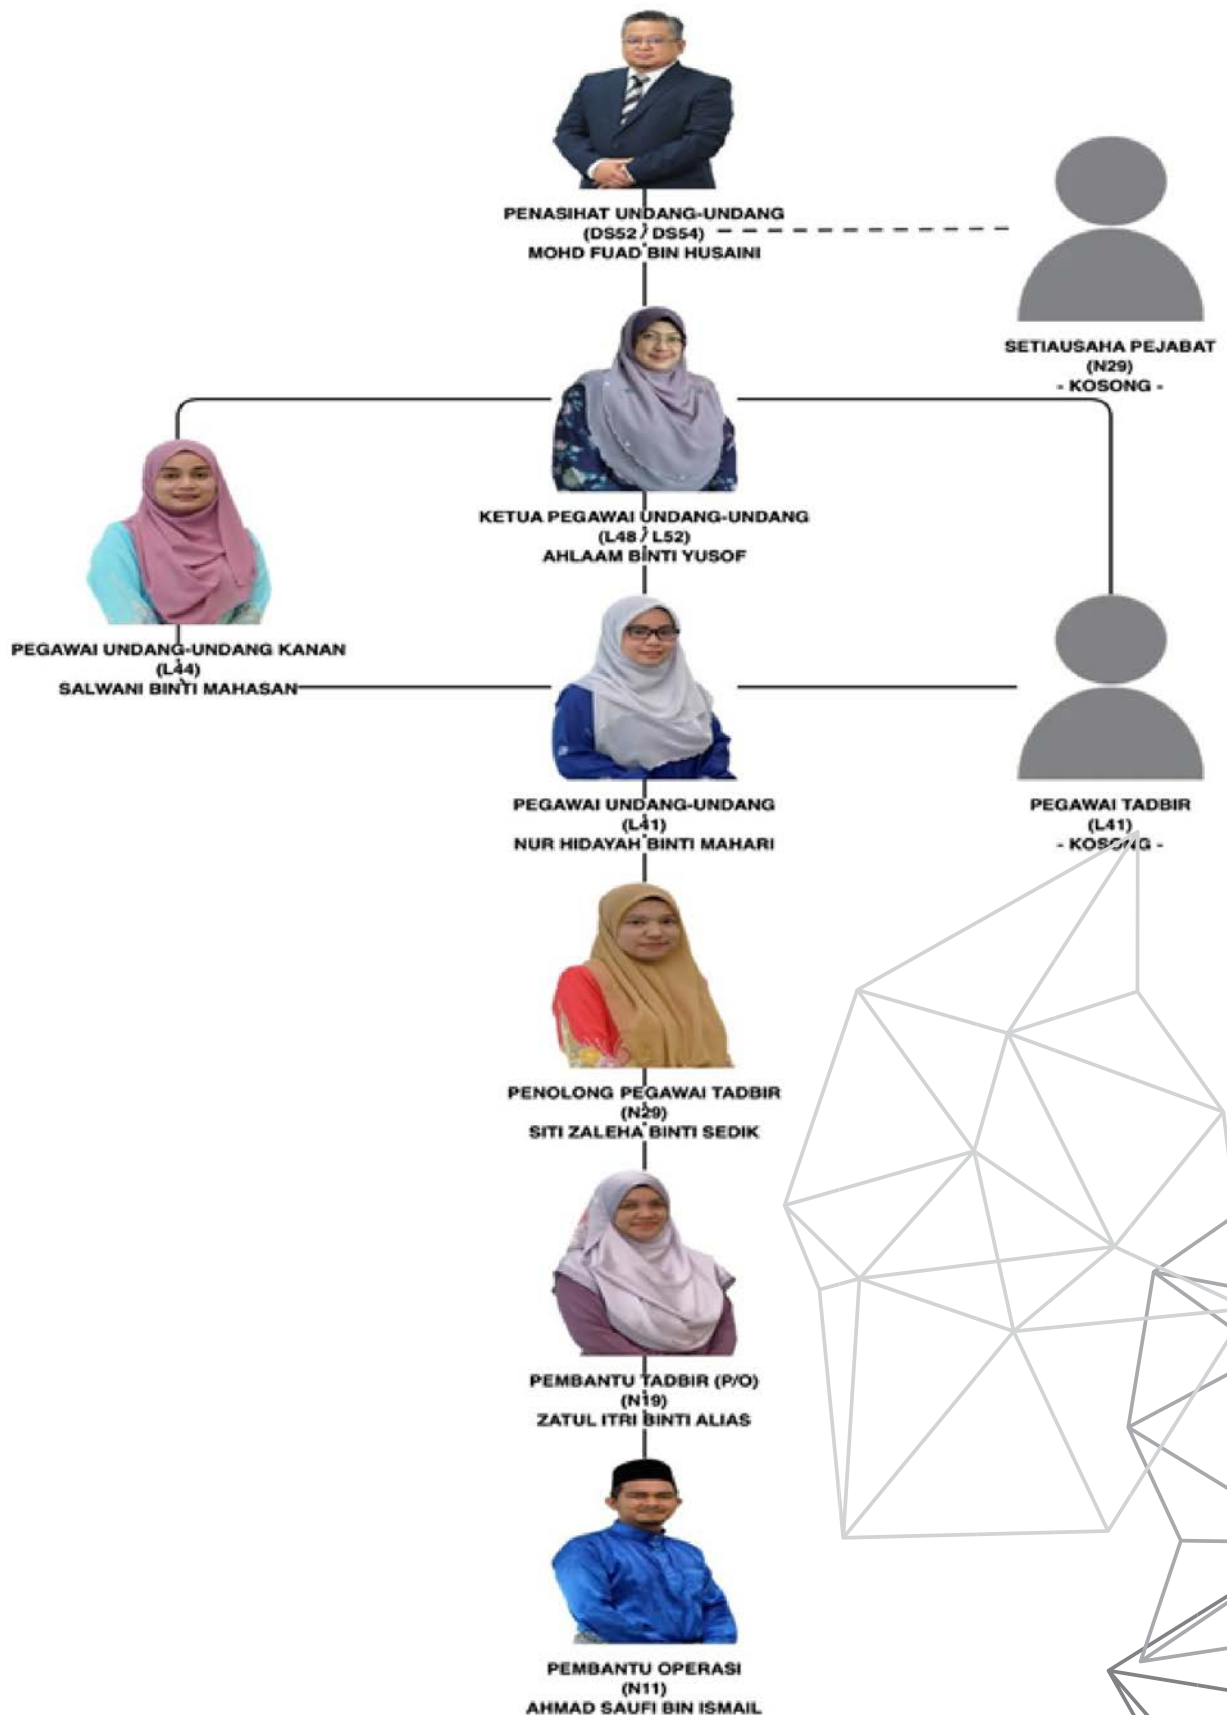 PENASIHAT UNDANG-UNDANG
(DS52 / DS54)
MOHD FUAD BIN HUSAINI
SETIAUSAHA PEJABAT
(N29)
- KOSONG -
KETUA PEGAWAI UNDANG-UNDANG
(L48 / L52)
AHLAAM BINTI YUSOF
PEGAWAI UNDANG-UNDANG KANAN
(L44)
SALWANI BINTI MAHASAN
PEGAWAI UNDANG-UNDANG
(L41)
NUR HIDAYAH BINTI MAHARI
PEGAWAI TADBIR
(L41)
- KOSONG -
PENOLONG PEGAWAI TADBIR
(N29)
SITI ZALEHA BINTI SEDIK
PEMBANTU TADBIR (P/O)
(N19)
ZATUL ITRI BINTI ALIAS
PEMBANTU OPERASI
(N11)
AHMAD SAUFI BIN ISMAIL